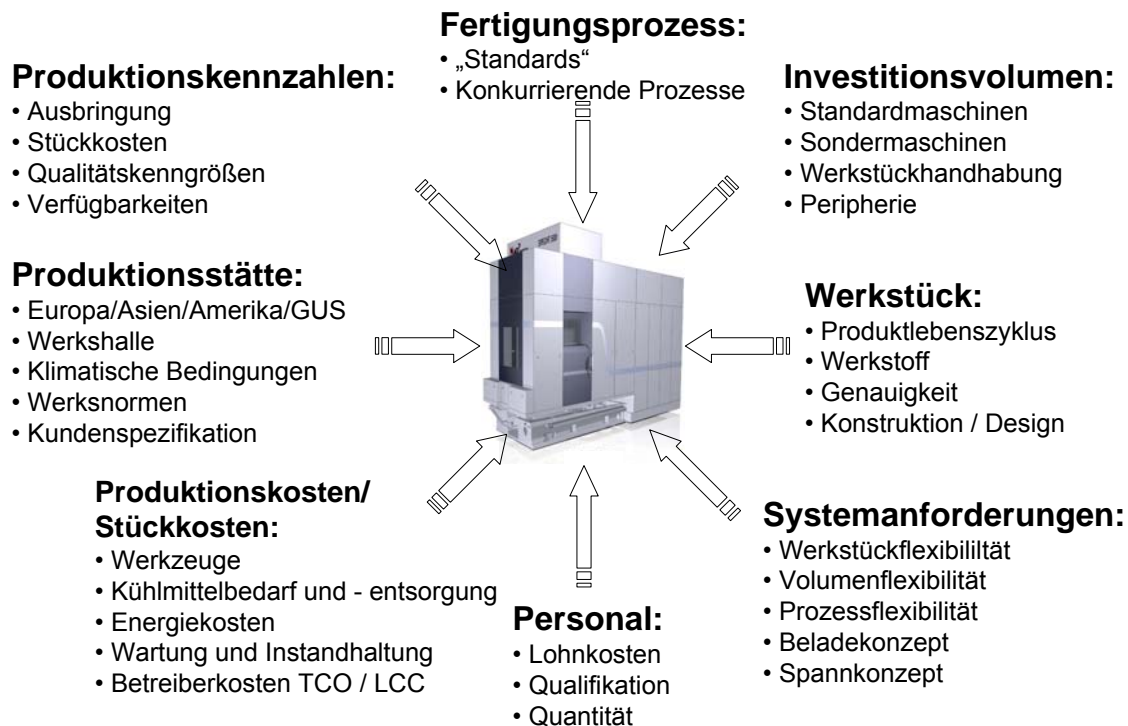 Fertigungsprozess:
• „Standards“
• Konkurrierende Prozesse
Produktionskennzahlen:
• Ausbringung
• Stückkosten
• Qualitätskenngrößen
• Verfügbarkeiten
Investitionsvolumen:
• Standardmaschinen
• Sondermaschinen
• Werkstückhandhabung
• Peripherie
Produktionsstätte:
• Europa/Asien/Amerika/GUS
• Werkshalle
• Klimatische Bedingungen
• Werksnormen
• Kundenspezifikation
Werkstück:
• Produktlebenszyklus
• Werkstoff
• Genauigkeit
• Konstruktion / Design
Produktionskosten/
Stückkosten:
• Werkzeuge
• Kühlmittelbedarf und - entsorgung
• Energiekosten
• Wartung und Instandhaltung
• Betreiberkosten TCO / LCC
Personal:
• Lohnkosten
• Qualifikation
• Quantität
Systemanforderungen:
• Werkstückflexibililtät
• Volumenflexibilität
• Prozessflexibilität
• Beladekonzept
• Spannkonzept